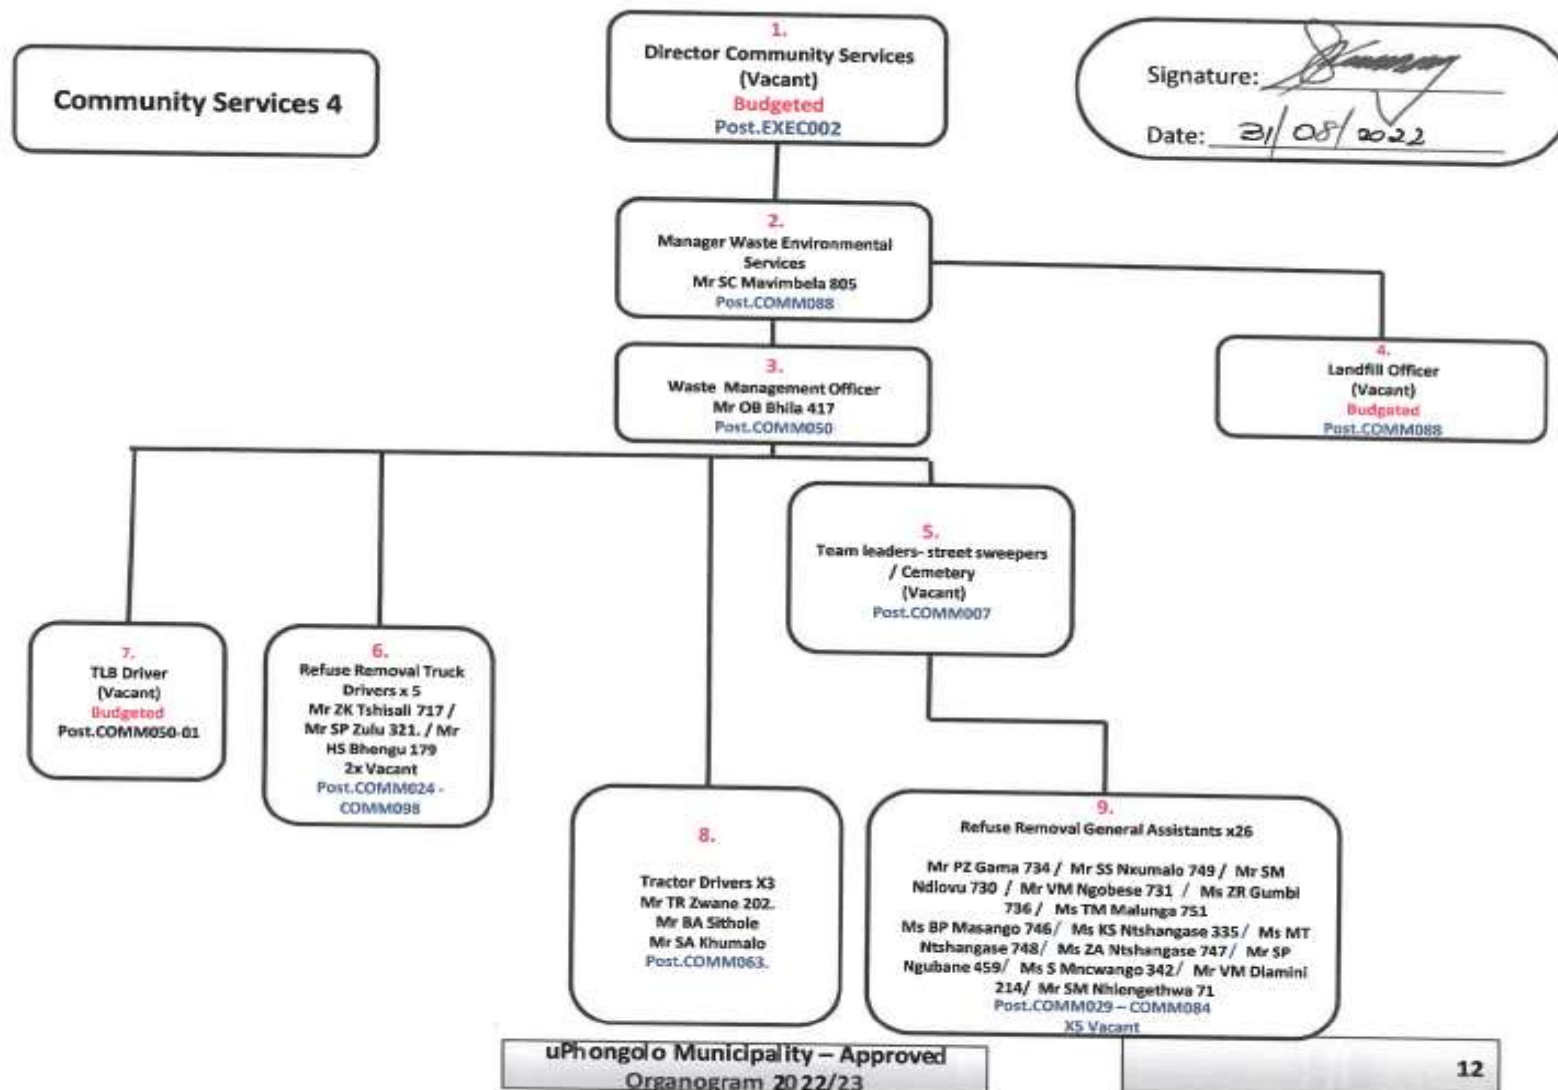 Community Services 4
1.
Director Community Services
(Vacant)
Budgeted
Post.EXEC002
Signature:
Date: 31/08/2022
2.
Manager Waste Environmental
Services
Mr SC Mavimbela 805
Post.COMM088
3.
Waste Management Officer
Mr OB Bhila 417
Post.COMM050
4.
Landfill Officer
(Vacant)
Budgeted
Post.COMM088
5.
Team leaders- street sweepers
/ Cemetery
(Vacant)
Post.COMM007
7.
TLB Driver
(Vacant)
Budgeted
Post.COMM050-01
6.
Refuse Removal Truck
Drivers x 5
Mr ZK Tshisali 717 /
Mr SP Zulu 321. / Mr
HS Bhengu 179
2x Vacant
Post.COMM024 -
COMM098
8.
Tractor Drivers X3
Mr TR Zwane 202.
Mr BA Sithole
Mr SA Khumalo
Post.COMM063.
9.
Refuse Removal General Assistants x26
Mr PZ Gama 734 / Mr SS Nxumalo 749 / Mr SM
Ndlovu 730 / Mr VM Ngobese 731 / Ms ZR Gumbi
736 / Ms TM Malunga 751
Ms BP Masango 746/ Ms KS Ntshangase 335/ Ms MT
Ntshangase 748/ Ms ZA Ntshangase 747/ Mr SP
Ngubane 459/ Ms S Mncwango 342/ Mr VM Dlamini
214/ Mr SM Nhlengethwa 71
Post.COMM029 – COMM084
X5 Vacant
uPhongolo Municipality – Approved
Organogram 2022/23
12